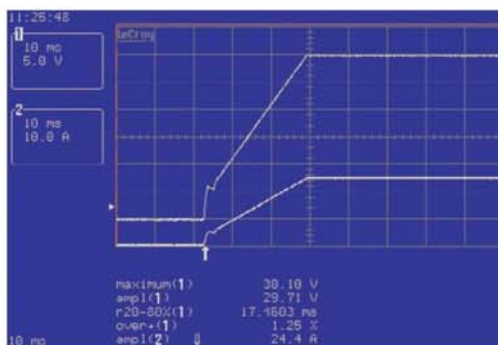 11:25:48
LeCroy
1
10 ms
5.0 V
2
10 ms
10.0 A
maximum(1) 30.10 V
ampl(1) 29.71 V
r20-80%(1) 17.1603 ms
over+(1) 1.25 %
ampl(2) 24.4 A
10 ms